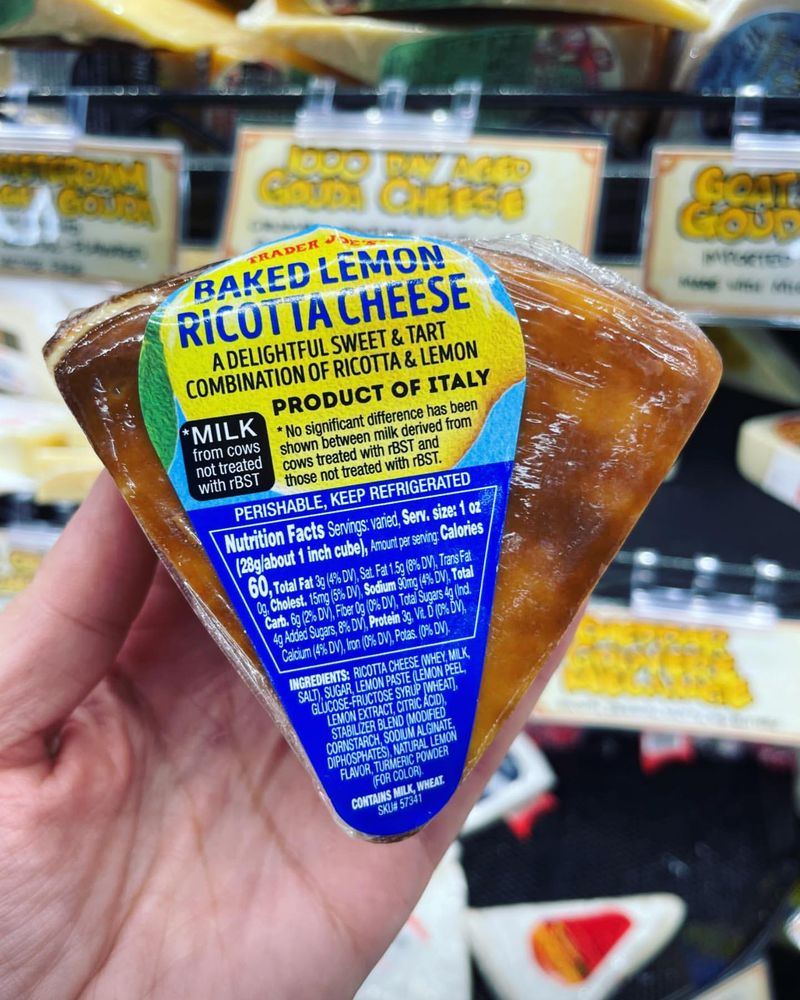 1000 DAY AGED
GOUDA CHEESE
GOUDA
GOAT
GOUD
IMPORTED
TRADER JOE'S
BAKED LEMON
RICOTTA CHEESE
A DELIGHTFUL SWEET & TART
COMBINATION OF RICOTTA & LEMON
PRODUCT OF ITALY
*MILK
from cows
not treated
with rBST
* No significant difference has been
shown between milk derived from
cows treated with rBST and
those not treated with rBST.
PERISHABLE, KEEP REFRIGERATED
Nutrition Facts Servings: varied, Serv. size: 1 oz
(28g/about 1 inch cube), Amount per serving: Calories
60, Total Fat 3g (4% DV), Sat. Fat 1.5g (8% DV), Trans Fat
0g, Cholest. 15mg (5% DV), Sodium 90mg (4% DV), Total
Carb. 6g (2% DV), Fiber 0g (0% DV), Total Sugars 4g (Incl.
4g Added Sugars, 8% DV), Protein 3g, Vit. D (0% DV),
Calcium (4% DV), Iron (0% DV), Potas. (0% DV).
INGREDIENTS: RICOTTA CHEESE (WHEY, MILK,
SALT), SUGAR, LEMON PASTE (LEMON PEEL,
GLUCOSE-FRUCTOSE SYRUP (WHEAT),
LEMON EXTRACT, CITRIC ACID),
STABILIZER BLEND (MODIFIED
CORNSTARCH, SODIUM ALGINATE,
DIPHOSPHATES), NATURAL LEMON
FLAVOR, TURMERIC POWDER
(FOR COLOR).
CONTAINS MILK, WHEAT.
SKU# 57341